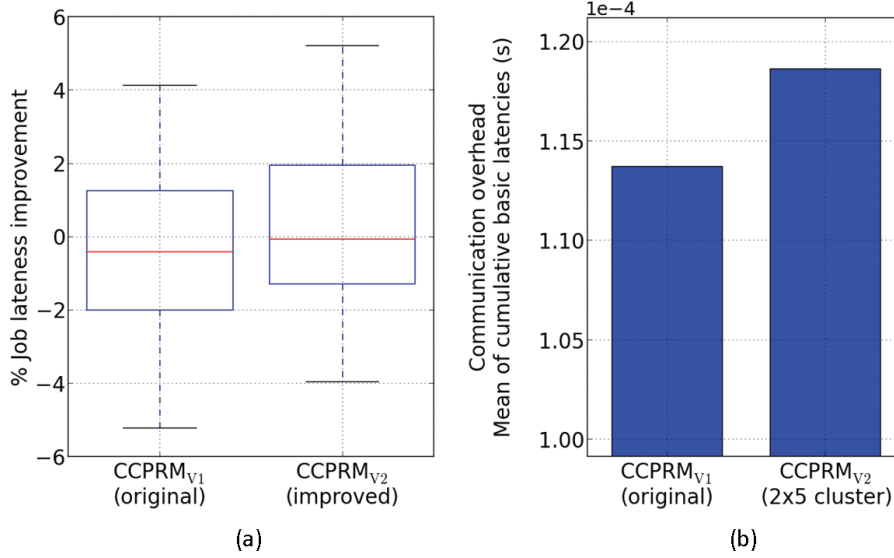 % Job lateness improvement
6
4
2
0
−2
−4
−6
CCPRMV1
(original)
CCPRMV2
(improved)
(a)
1e−4
Communication overhead
Mean of cumulative basic latencies (s)
1.20
1.15
1.10
1.05
1.00
CCPRMV1
(original)
CCPRMV2
(2x5 cluster)
(b)